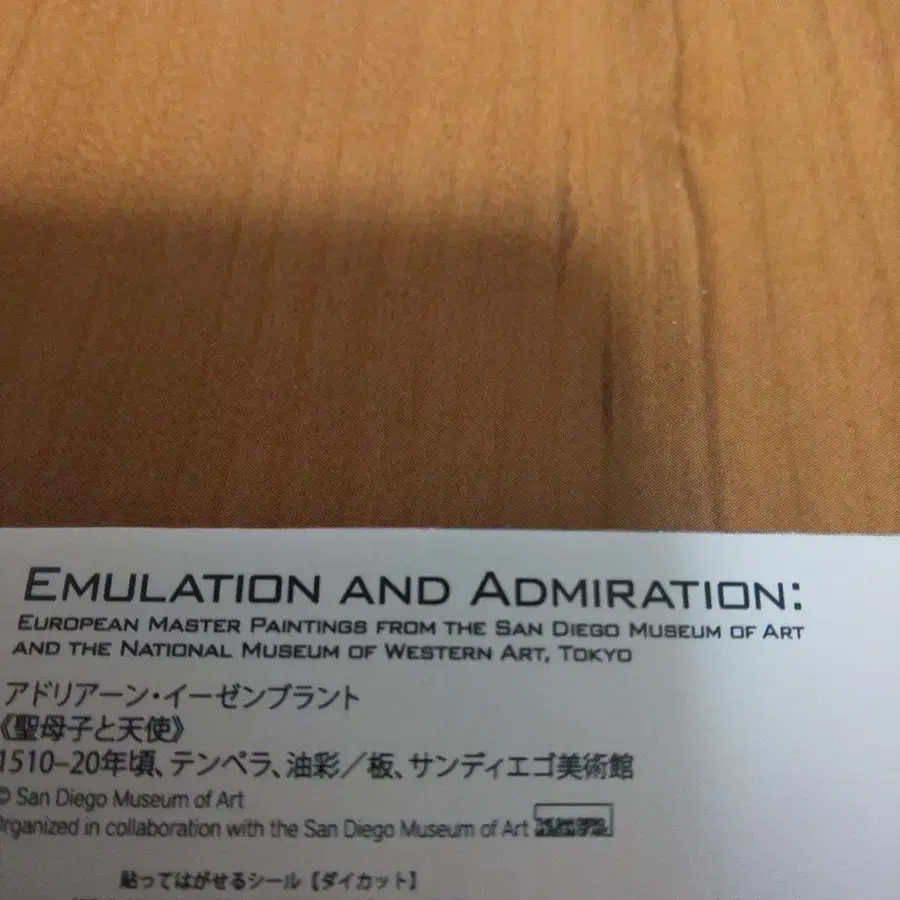 EMULATION AND ADMIRATION:
EUROPEAN MASTER PAINTINGS FROM THE SAN DIEGO MUSEUM OF ART
AND THE NATIONAL MUSEUM OF WESTERN ART, TOKYO
アドリアーン・イーゼンブラント
《聖母子と天使》
1510–20年頃、テンペラ、油彩／板、サンディエゴ美術館
© San Diego Museum of Art
Organized in collaboration with the San Diego Museum of Art
貼ってはがせるシール【ダイカット】